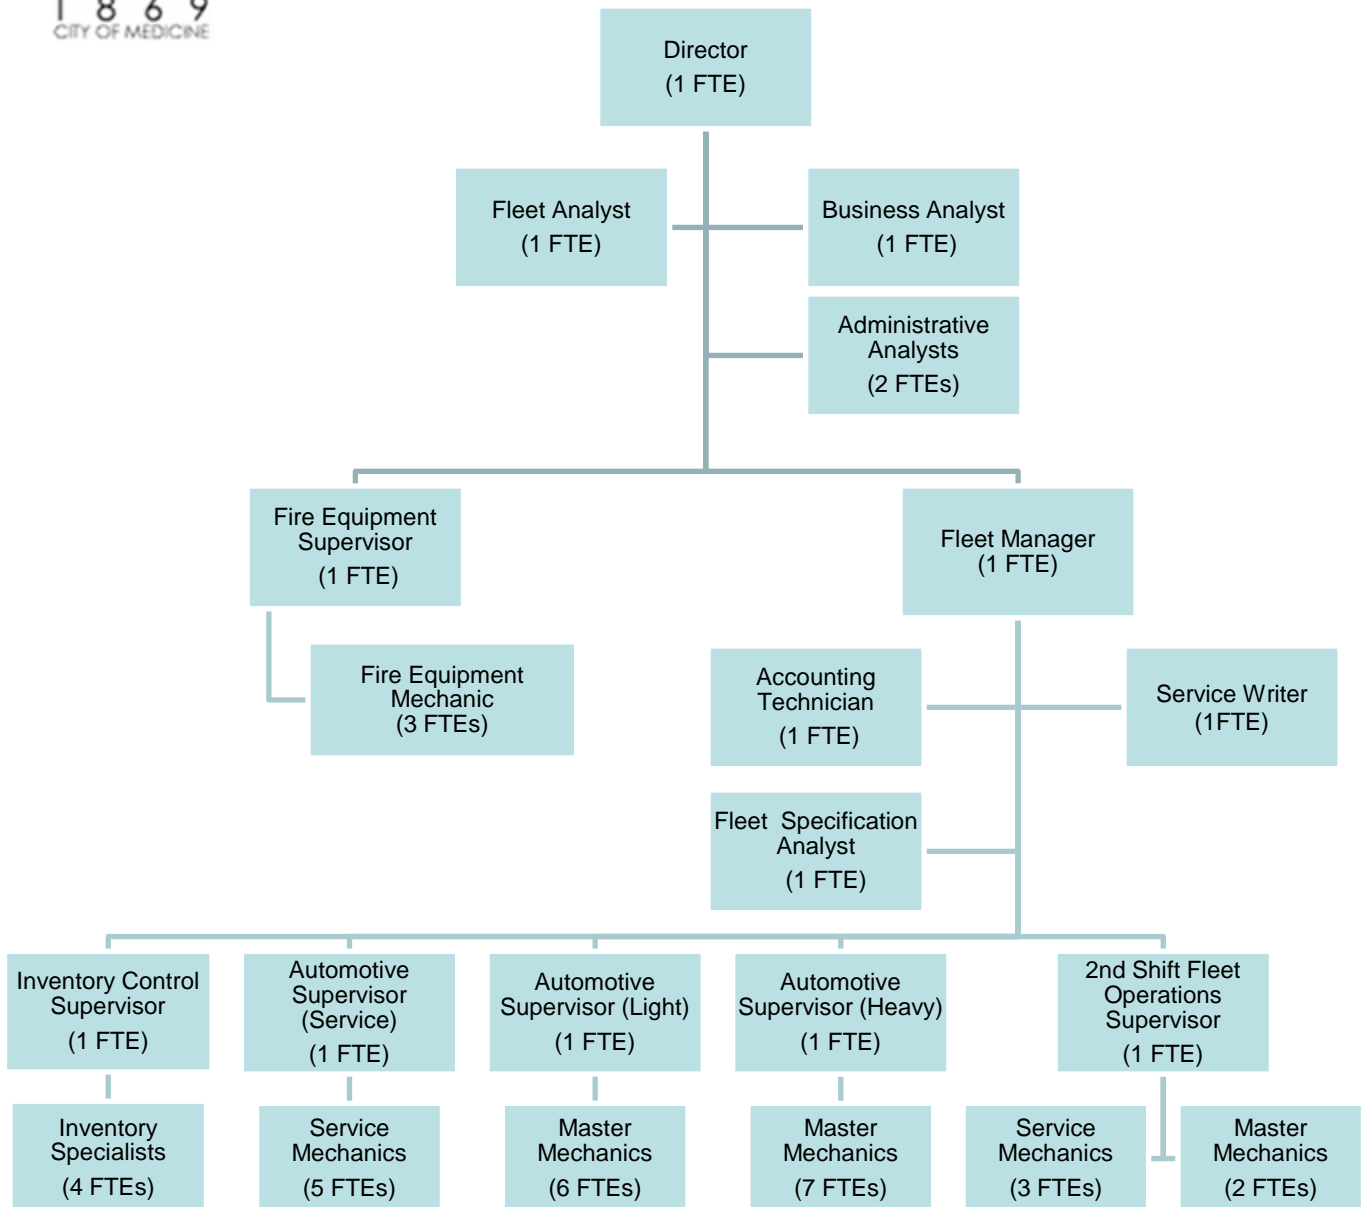 1 8 6 9
CITY OF MEDICINE
Director
(1 FTE)
Fleet Analyst
(1 FTE)
Business Analyst
(1 FTE)
Administrative
Analysts
(2 FTEs)
Fire Equipment
Supervisor
(1 FTE)
Fleet Manager
(1 FTE)
Fire Equipment
Mechanic
(3 FTEs)
Accounting
Technician
(1 FTE)
Service Writer
(1FTE)
Fleet  Specification
Analyst
(1 FTE)
Inventory Control
Supervisor
(1 FTE)
Automotive
Supervisor
(Service)
(1 FTE)
Automotive
Supervisor (Light)
(1 FTE)
Automotive
Supervisor (Heavy)
(1 FTE)
2nd Shift Fleet
Operations
Supervisor
(1 FTE)
Inventory
Specialists
(4 FTEs)
Service
Mechanics
(5 FTEs)
Master
Mechanics
(6 FTEs)
Master
Mechanics
(7 FTEs)
Service
Mechanics
(3 FTEs)
Master
Mechanics
(2 FTEs)